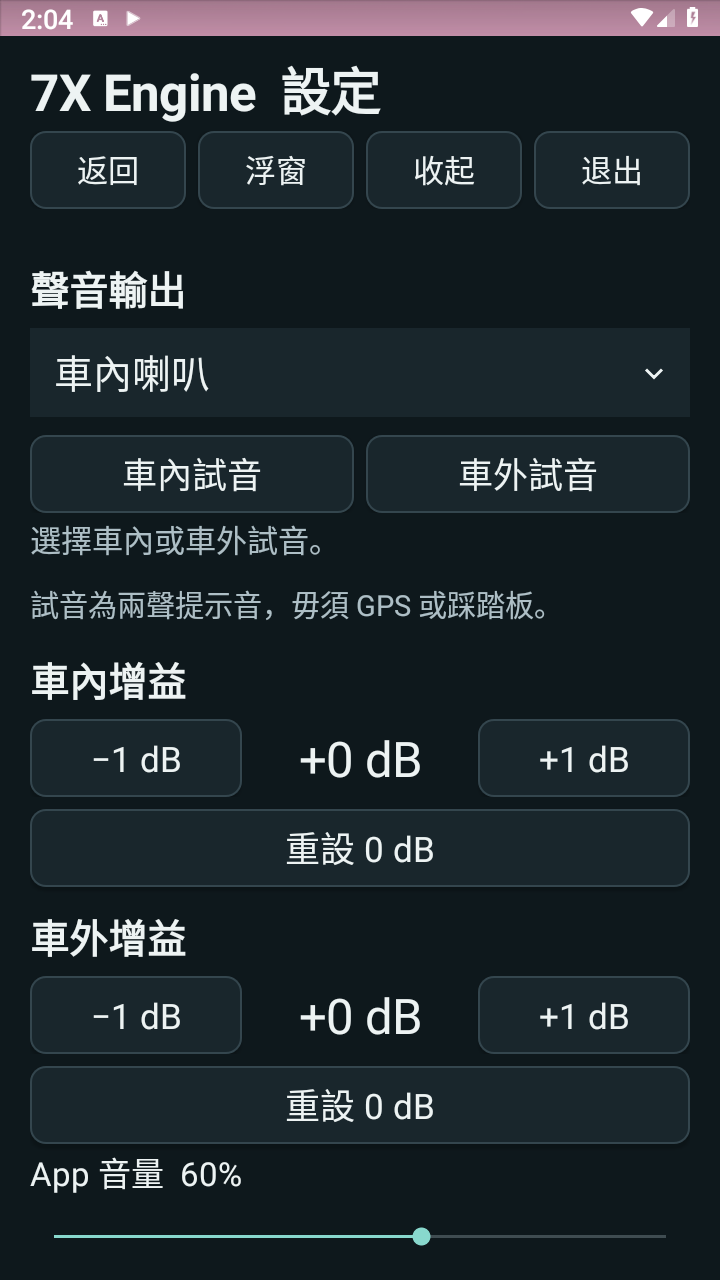 2:04
7X Engine 設定
返回 浮窗 收起 退出
聲音輸出
車內喇叭
車內試音 車外試音
選擇車內或車外試音。
試音為兩聲提示音，毋須 GPS 或踩踏板。
車內增益
−1 dB +0 dB +1 dB
重設 0 dB
車外增益
−1 dB +0 dB +1 dB
重設 0 dB
App 音量 60%